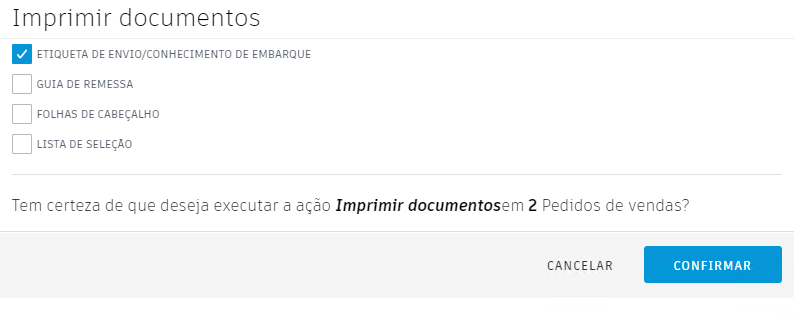 Imprimir documentos
ETIQUETA DE ENVIO/CONHECIMENTO DE EMBARQUE
GUIA DE REMESSA
FOLHAS DE CABEÇALHO
LISTA DE SELEÇÃO
Tem certeza de que deseja executar a ação Imprimir documentosem 2 Pedidos de vendas?
CANCELAR CONFIRMAR